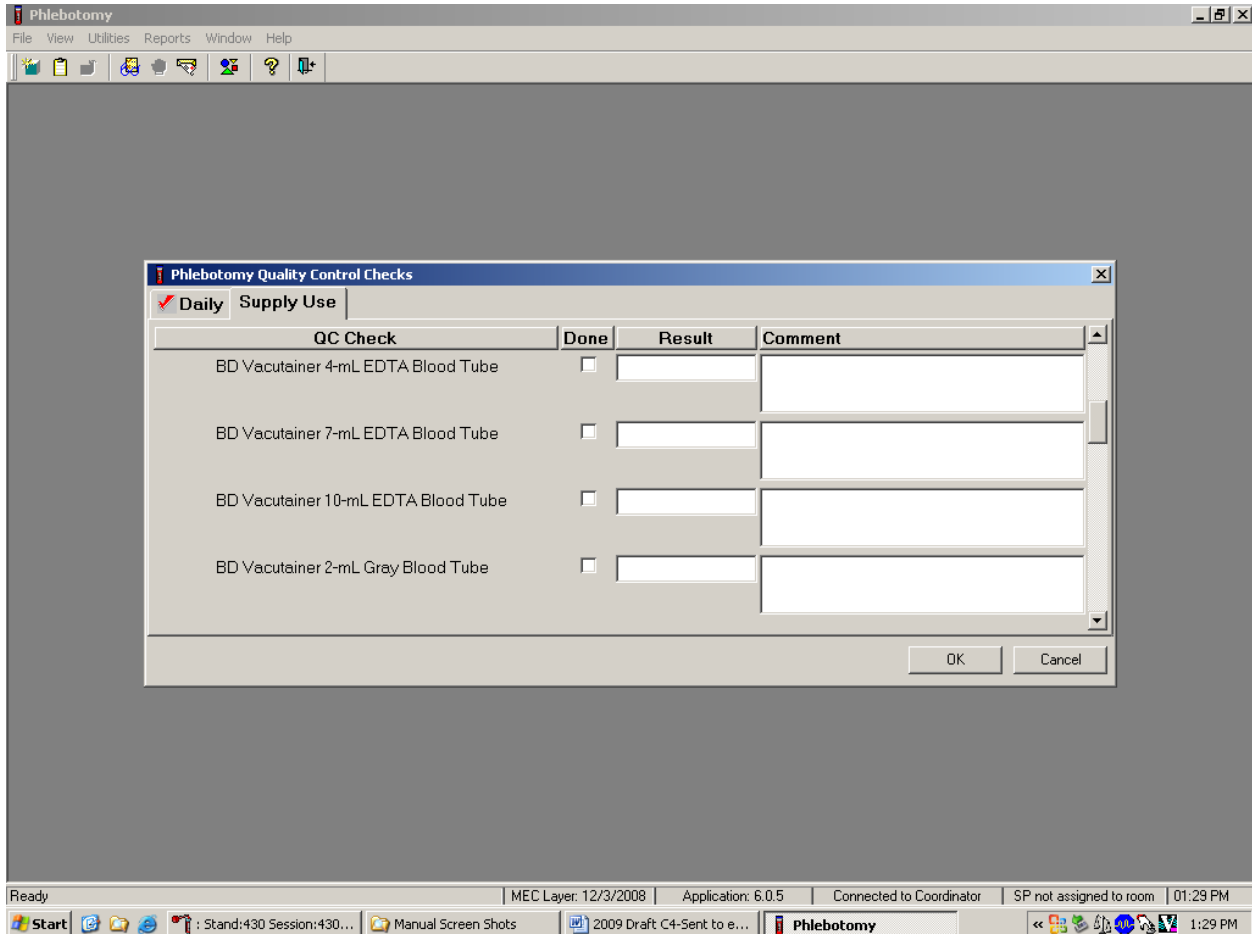 Phlebotomy
File View Utilities Reports Window Help
Phlebotomy Quality Control Checks
Daily Supply Use
QC Check Done Result Comment
BD Vacutainer 4-mL EDTA Blood Tube
BD Vacutainer 7-mL EDTA Blood Tube
BD Vacutainer 10-mL EDTA Blood Tube
BD Vacutainer 2-mL Gray Blood Tube
OK Cancel
Ready MEC Layer: 12/3/2008 Application: 6.0.5 Connected to Coordinator SP not assigned to room 01:29 PM
Start : Stand:430 Session:430... Manual Screen Shots 2009 Draft C4-Sent to e... Phlebotomy « 1:29 PM